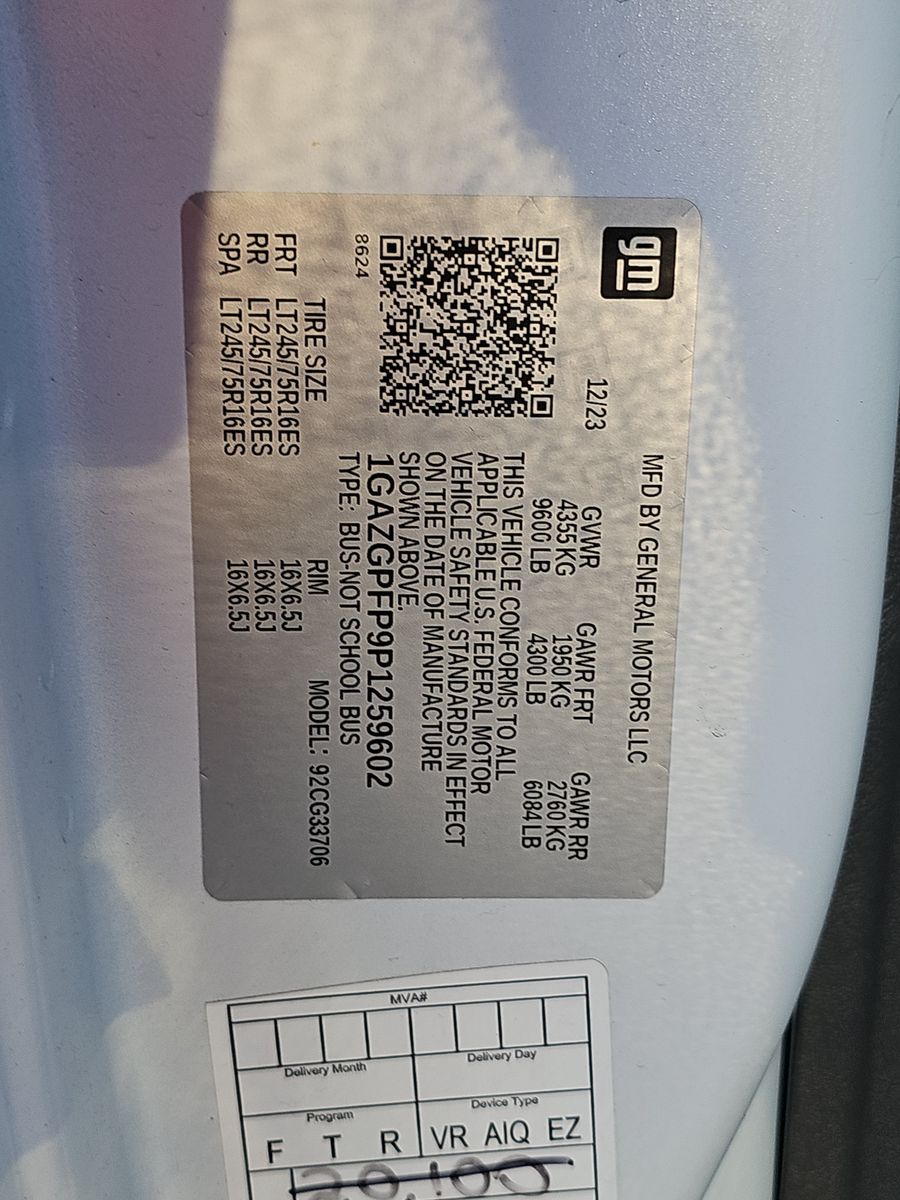 gm
MFD BY GENERAL MOTORS LLC
12/23 GVWR GAWR FRT GAWR RR
4355 KG 1950 KG 2760 KG
9600 LB 4300 LB 6084 LB
THIS VEHICLE CONFORMS TO ALL
APPLICABLE U.S. FEDERAL MOTOR
VEHICLE SAFETY STANDARDS IN EFFECT
ON THE DATE OF MANUFACTURE
SHOWN ABOVE.
1GAZGPFP9P1259602
8624
TYPE: BUS-NOT SCHOOL BUS
MODEL: 92CG33706
TIRE SIZE RIM
FRT LT245/75R16ES 16X6.5J
RR LT245/75R16ES 16X6.5J
SPA LT245/75R16ES 16X6.5J
MVA#
Delivery Month Delivery Day
Program Device Type
F T R VR AIQ EZ